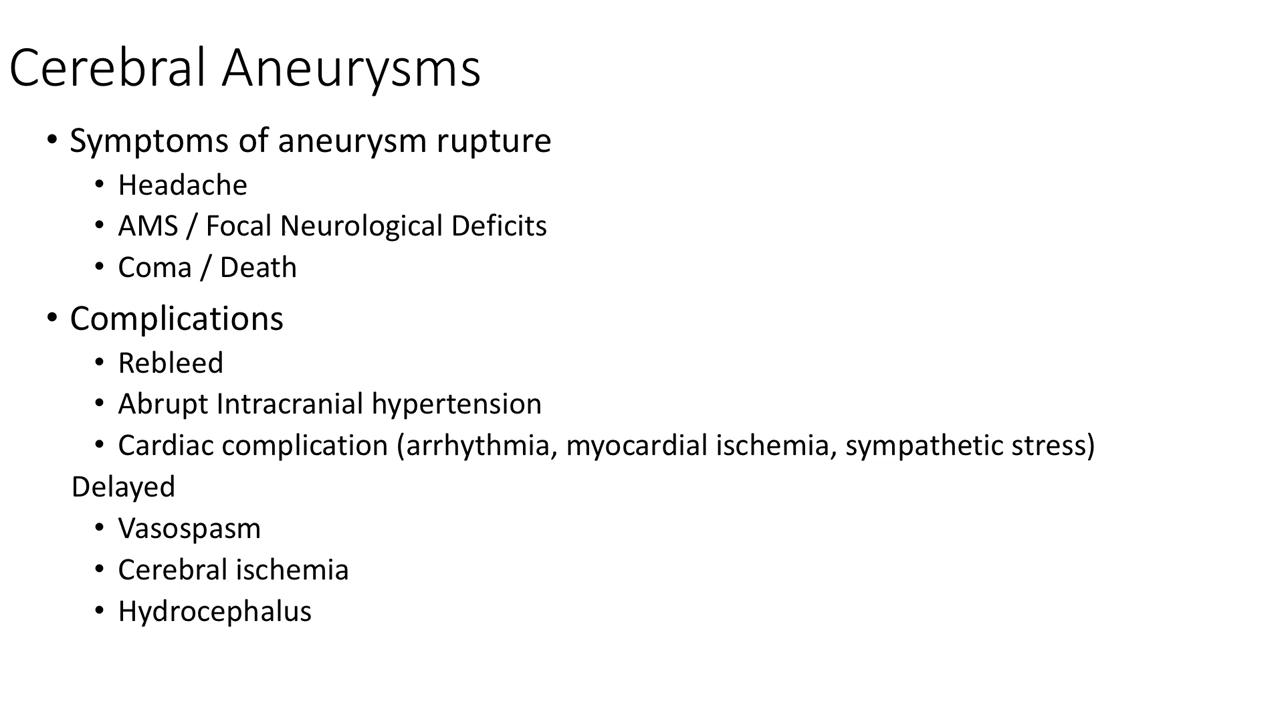 Cerebral Aneurysms
• Symptoms of aneurysm rupture
• Headache
• AMS / Focal Neurological Deficits
• Coma / Death
• Complications
• Rebleed
• Abrupt Intracranial hypertension
• Cardiac complication (arrhythmia, myocardial ischemia, sympathetic stress)
Delayed
• Vasospasm
• Cerebral ischemia
• Hydrocephalus